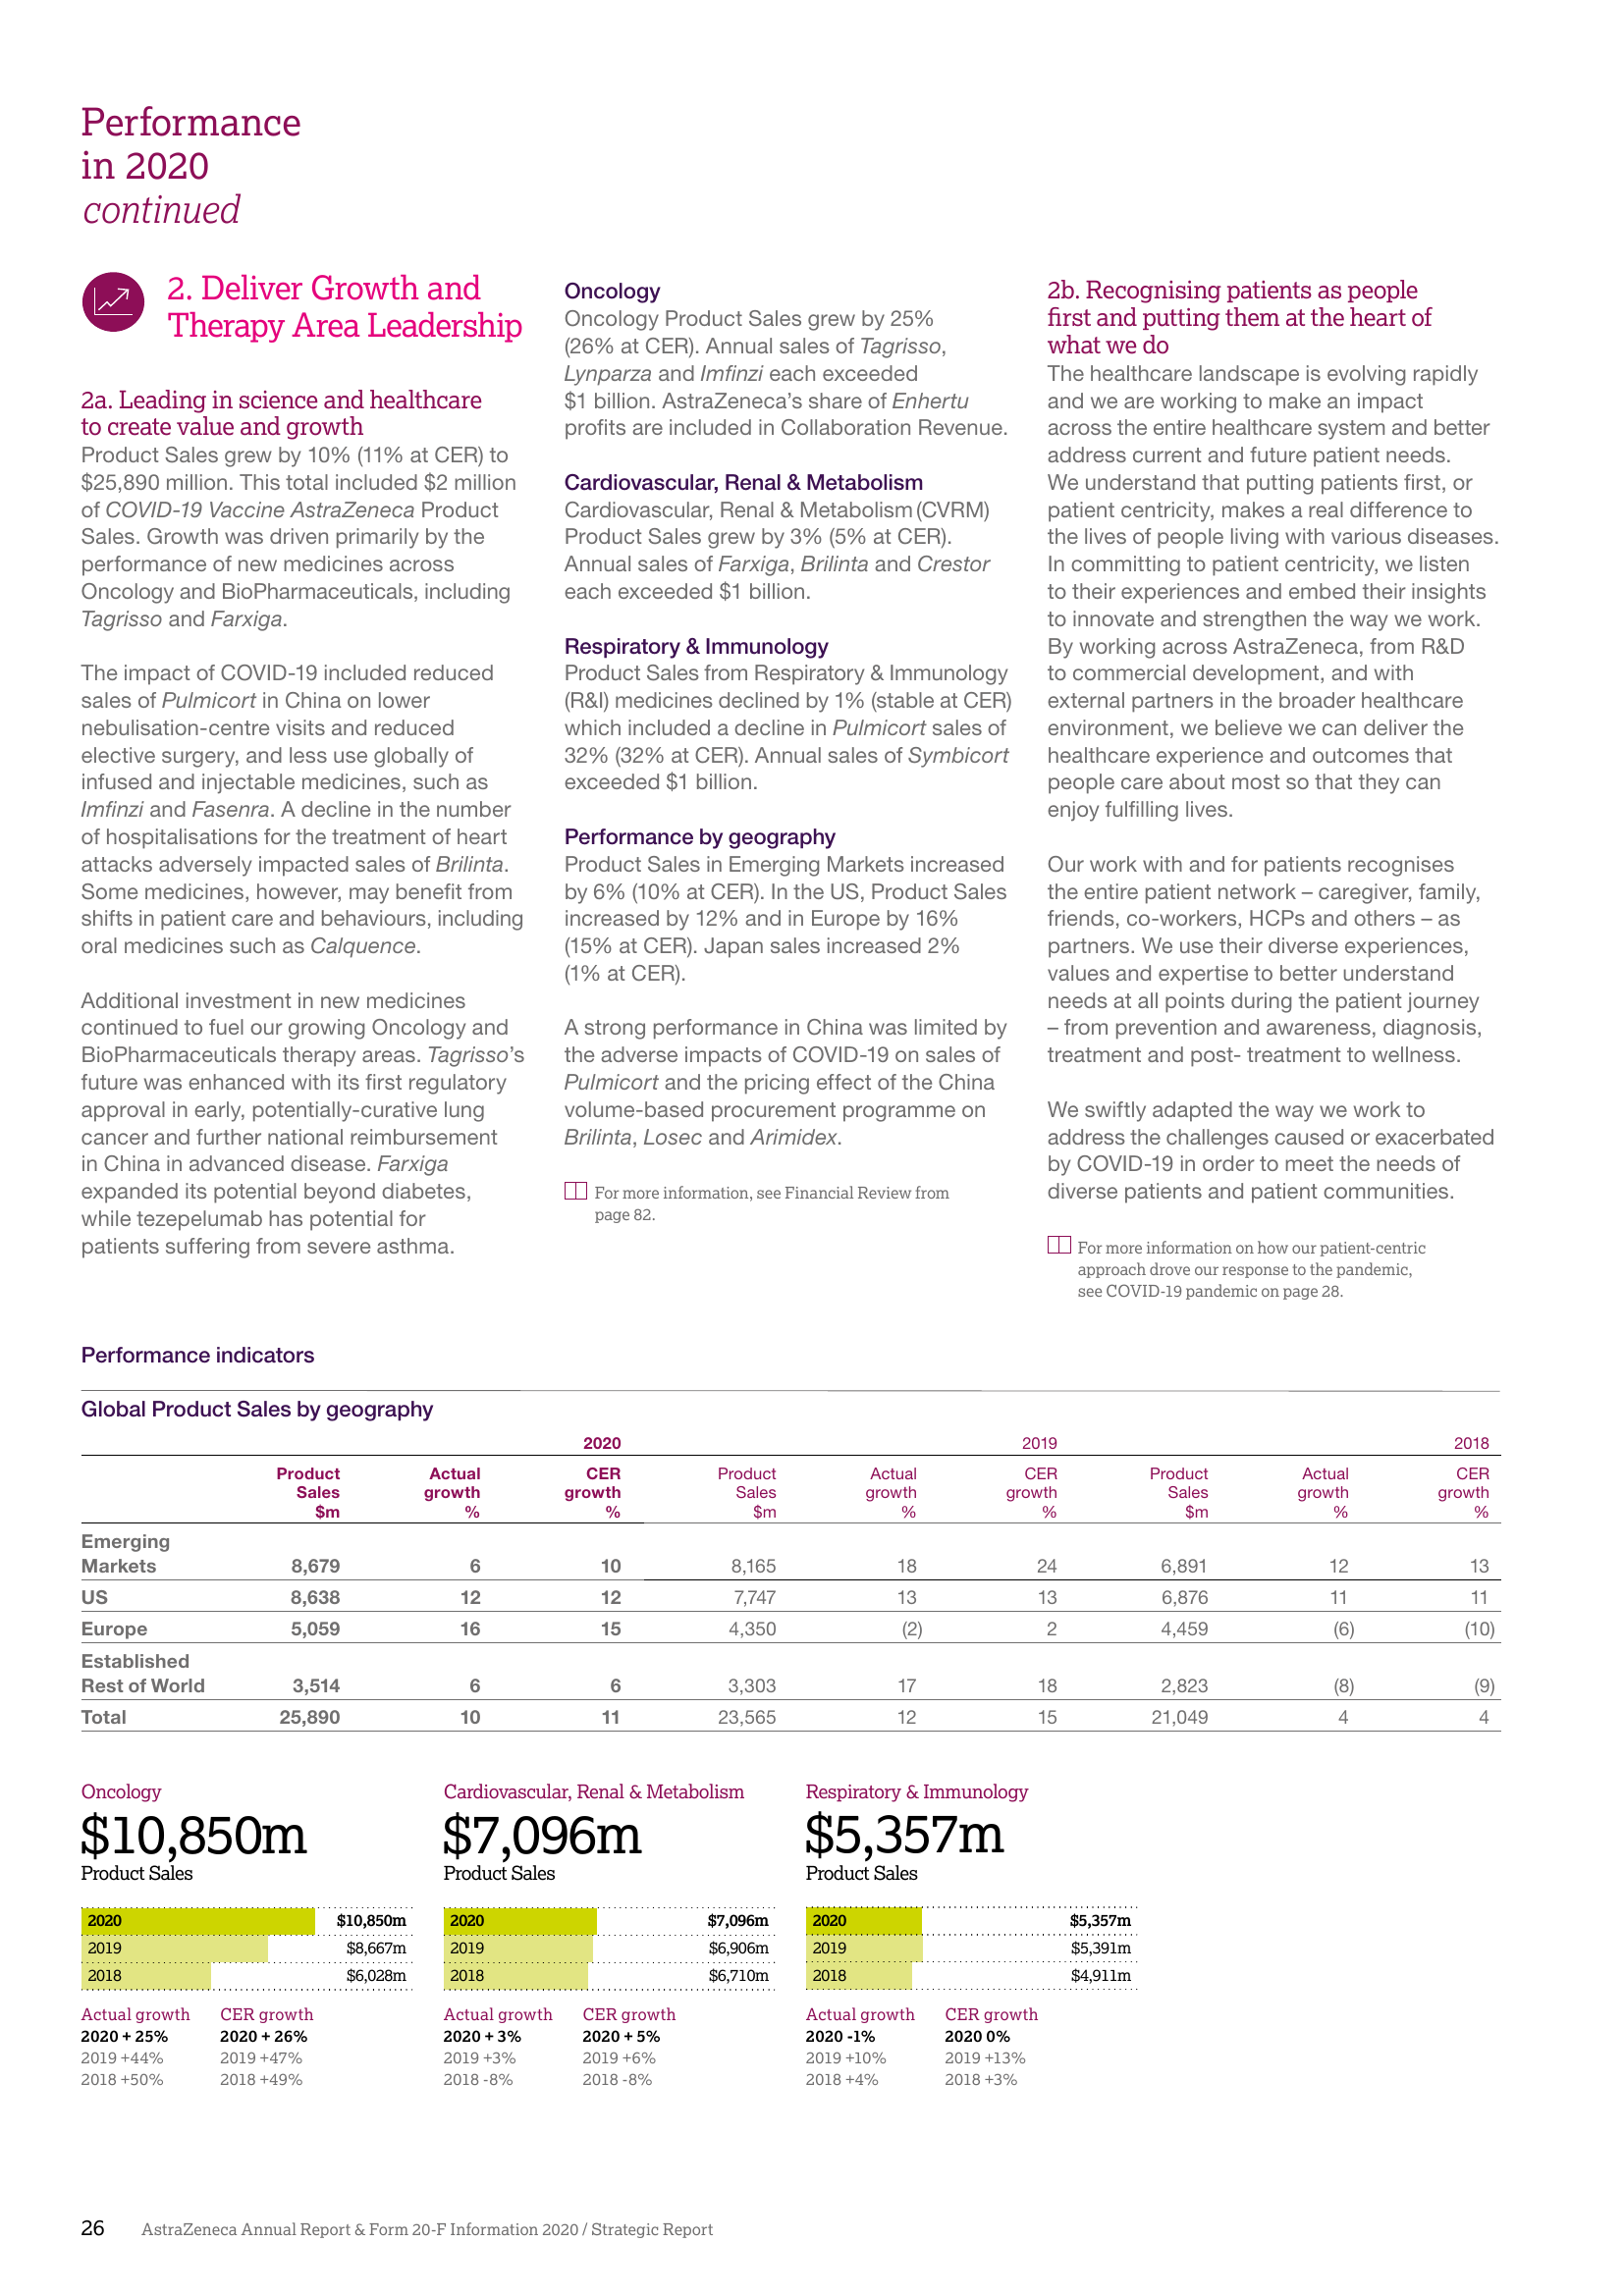 Performance
in 2020
continued
2. Deliver Growth and
Therapy Area Leadership
2a. Leading in science and healthcare
to create value and growth
Product Sales grew by 10% (11% at CER) to
$25,890 million. This total included $2 million
of COVID-19 Vaccine AstraZeneca Product
Sales. Growth was driven primarily by the
performance of new medicines across
Oncology and BioPharmaceuticals, including
Tagrisso and Farxiga.
The impact of COVID-19 included reduced
sales of Pulmicort in China on lower
nebulisation-centre visits and reduced
elective surgery, and less use globally of
infused and injectable medicines, such as
Imfinzi and Fasenra. A decline in the number
of hospitalisations for the treatment of heart
attacks adversely impacted sales of Brilinta.
Some medicines, however, may benefit from
shifts in patient care and behaviours, including
oral medicines such as Calquence.
Additional investment in new medicines
continued to fuel our growing Oncology and
BioPharmaceuticals therapy areas. Tagrisso's
future was enhanced with its first regulatory
approval in early, potentially-curative lung
cancer and further national reimbursement
in China in advanced disease. Farxiga
expanded its potential beyond diabetes,
while tezepelumab has potential for
patients suffering from severe asthma.
Oncology
Oncology Product Sales grew by 25%
(26% at CER). Annual sales of Tagrisso,
Lynparza and Imfinzi each exceeded
$1 billion. AstraZeneca's share of Enhertu
profits are included in Collaboration Revenue.
Cardiovascular, Renal & Metabolism
Cardiovascular, Renal & Metabolism (CVRM)
Product Sales grew by 3% (5% at CER).
Annual sales of Farxiga, Brilinta and Crestor
each exceeded $1 billion.
Respiratory & Immunology
Product Sales from Respiratory & Immunology
(R&I) medicines declined by 1% (stable at CER)
which included a decline in Pulmicort sales of
32% (32% at CER). Annual sales of Symbicort
exceeded $1 billion.
Performance by geography
Product Sales in Emerging Markets increased
by 6% (10% at CER). In the US, Product Sales
increased by 12% and in Europe by 16%
(15% at CER). Japan sales increased 2%
(1% at CER).
A strong performance in China was limited by
the adverse impacts of COVID-19 on sales of
Pulmicort and the pricing effect of the China
volume-based procurement programme on
Brilinta, Losec and Arimidex.
For more information, see Financial Review from
page 82.
2b. Recognising patients as people
first and putting them at the heart of
what we do
The healthcare landscape is evolving rapidly
and we are working to make an impact
across the entire healthcare system and better
address current and future patient needs.
We understand that putting patients first, or
patient centricity, makes a real difference to
the lives of people living with various diseases.
In committing to patient centricity, we listen
to their experiences and embed their insights
to innovate and strengthen the way we work.
By working across AstraZeneca, from R&D
to commercial development, and with
external partners in the broader healthcare
environment, we believe we can deliver the
healthcare experience and outcomes that
people care about most so that they can
enjoy fulfilling lives.
Our work with and for patients recognises
the entire patient network – caregiver, family,
friends, co-workers, HCPs and others – as
partners. We use their diverse experiences,
values and expertise to better understand
needs at all points during the patient journey
– from prevention and awareness, diagnosis,
treatment and post- treatment to wellness.
We swiftly adapted the way we work to
address the challenges caused or exacerbated
by COVID-19 in order to meet the needs of
diverse patients and patient communities.
For more information on how our patient-centric
approach drove our response to the pandemic,
see COVID-19 pandemic on page 28.
Performance indicators
Global Product Sales by geography
2020 2019 2018
Product Actual CER Product Actual CER Product Actual CER
Sales growth growth Sales growth growth Sales growth growth
$m % % $m % % $m % %
Emerging
Markets 8,679 6 10 8,165 18 24 6,891 12 13
US 8,638 12 12 7,747 13 13 6,876 11 11
Europe 5,059 16 15 4,350 (2) 2 4,459 (6) (10)
Established
Rest of World 3,514 6 6 3,303 17 18 2,823 (8) (9)
Total 25,890 10 11 23,565 12 15 21,049 4 4
Oncology
$10,850m
Product Sales
2020 $10,850m
2019 $8,667m
2018 $6,028m
Actual growth CER growth
2020 + 25% 2020 + 26%
2019 +44% 2019 +47%
2018 +50% 2018 +49%
Cardiovascular, Renal & Metabolism
$7,096m
Product Sales
2020 $7,096m
2019 $6,906m
2018 $6,710m
Actual growth CER growth
2020 + 3% 2020 + 5%
2019 +3% 2019 +6%
2018 -8% 2018 -8%
Respiratory & Immunology
$5,357m
Product Sales
2020 $5,357m
2019 $5,391m
2018 $4,911m
Actual growth CER growth
2020 -1% 2020 0%
2019 +10% 2019 +13%
2018 +4% 2018 +3%
26 AstraZeneca Annual Report & Form 20-F Information 2020 / Strategic Report